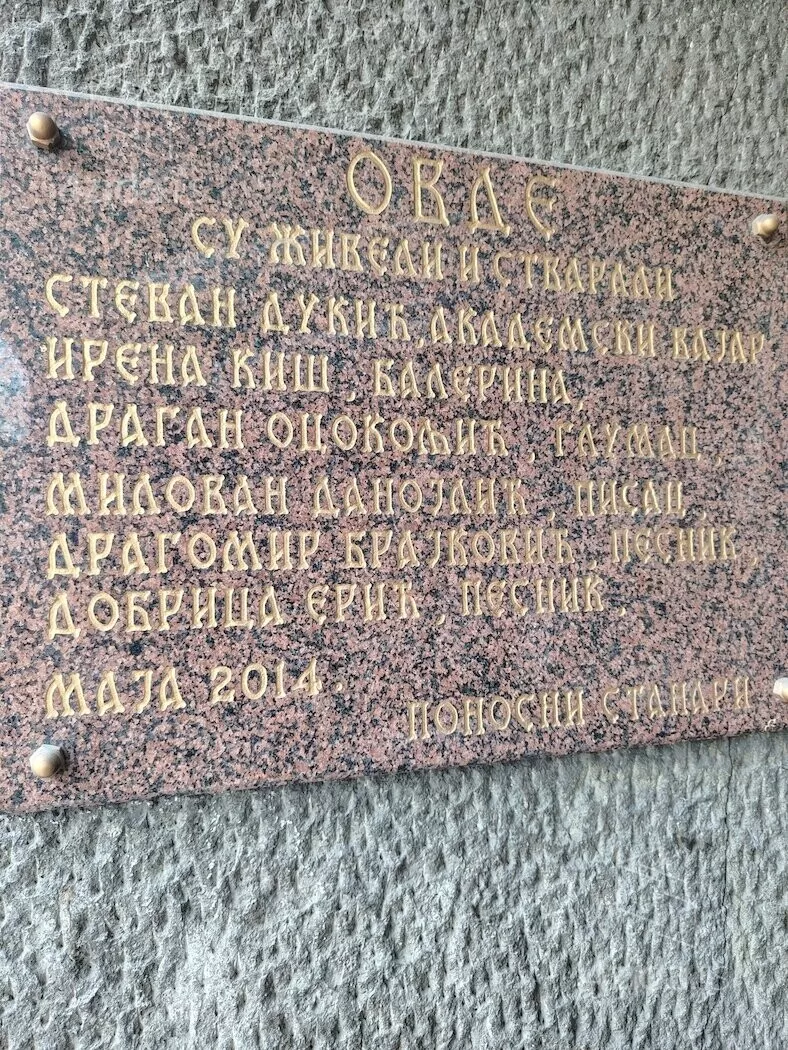 ОВДЕ
СУ ЖИВЕЛИ И СТВАРАЛИ
СТЕВАН ДУКИЋ, АКАДЕМСКИ ВАЈАР
ИРЕНА КИШ, БАЛЕРИНА,
ДРАГАН ОЦОКОЉИЋ, ГЛУМАЦ,
МИЛОВАН ДАНОЈЛИЋ, ПИСАЦ,
ДРАГОМИР БРАЈКОВИЋ, ПЕСНИК,
ДОБРИЦА ЕРИЋ, ПЕСНИК,
МАЈА 2014.
ПОНОСНИ СТАНАРИ